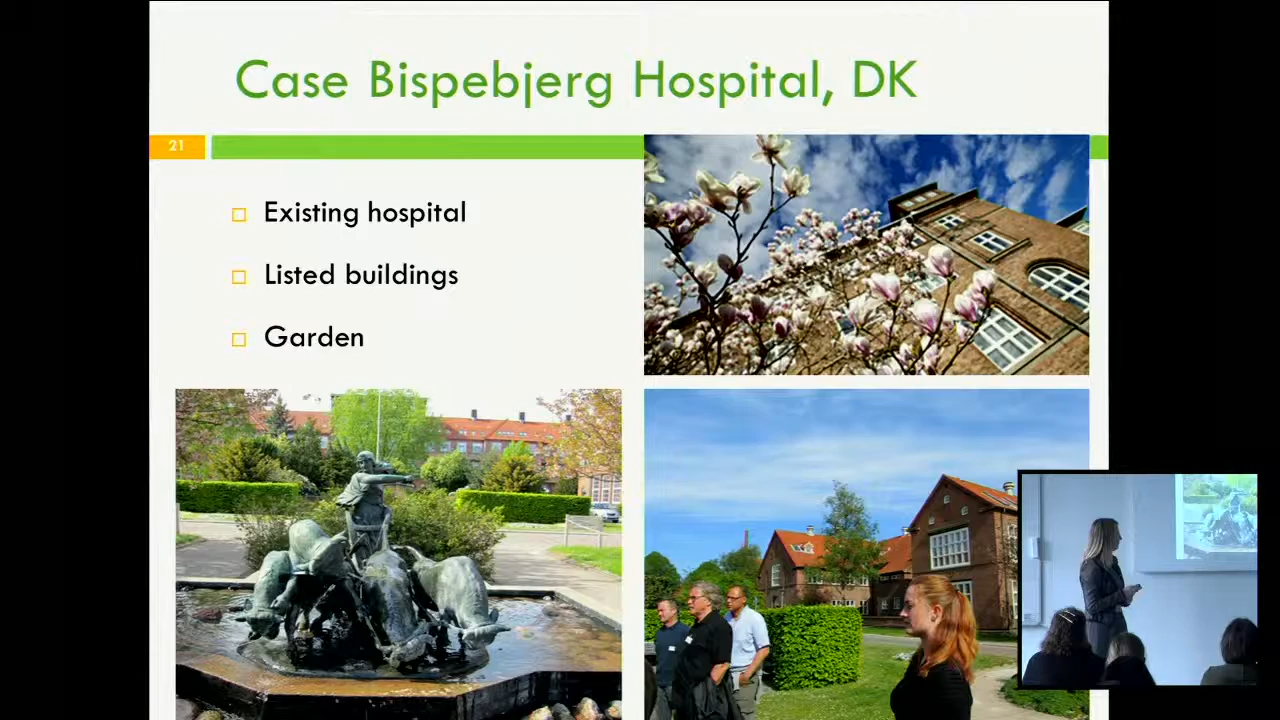 Case Bispebjerg Hospital, DK
21
Existing hospital
Listed buildings
Garden